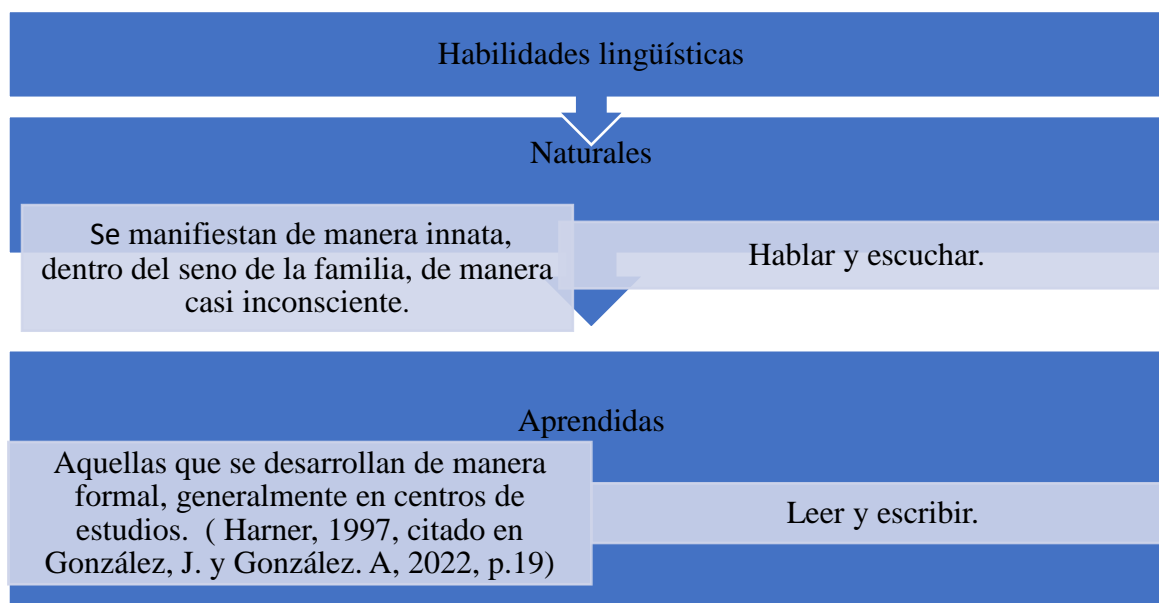 Habilidades lingüísticas
Naturales
Se manifiestan de manera innata,
dentro del seno de la familia, de manera
casi inconsciente.
Hablar y escuchar.
Aprendidas
Aquellas que se desarrollan de manera
formal, generalmente en centros de
estudios. ( Harner, 1997, citado en
González, J. y González. A, 2022, p.19)
Leer y escribir.